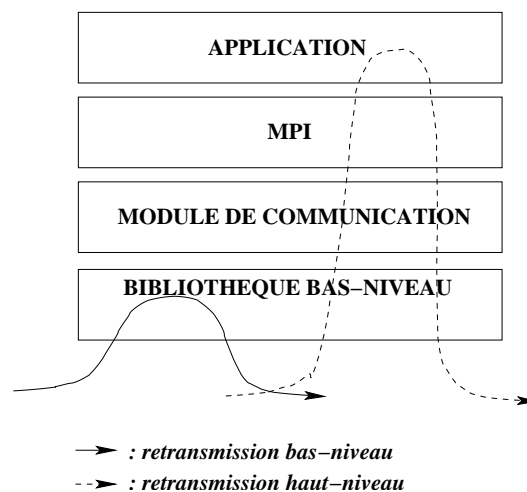 APPLICATION
MPI
MODULE DE COMMUNICATION
BIBLIOTHEQUE BAS−NIVEAU
: retransmission bas−niveau
: retransmission haut−niveau